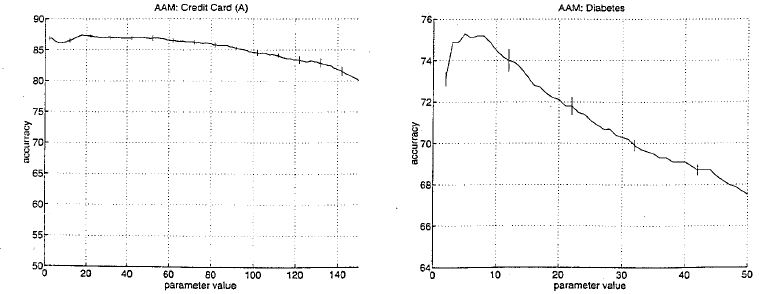 AAM: Credit Card (A)
90
85
80
75
70
65
60
55
50
0 20 40 60 80 100 120 140
accurracy
parameter value
AAM: Diabetes
76
74
72
70
68
66
64
0 10 20 30 40 50
accurracy
parameter value